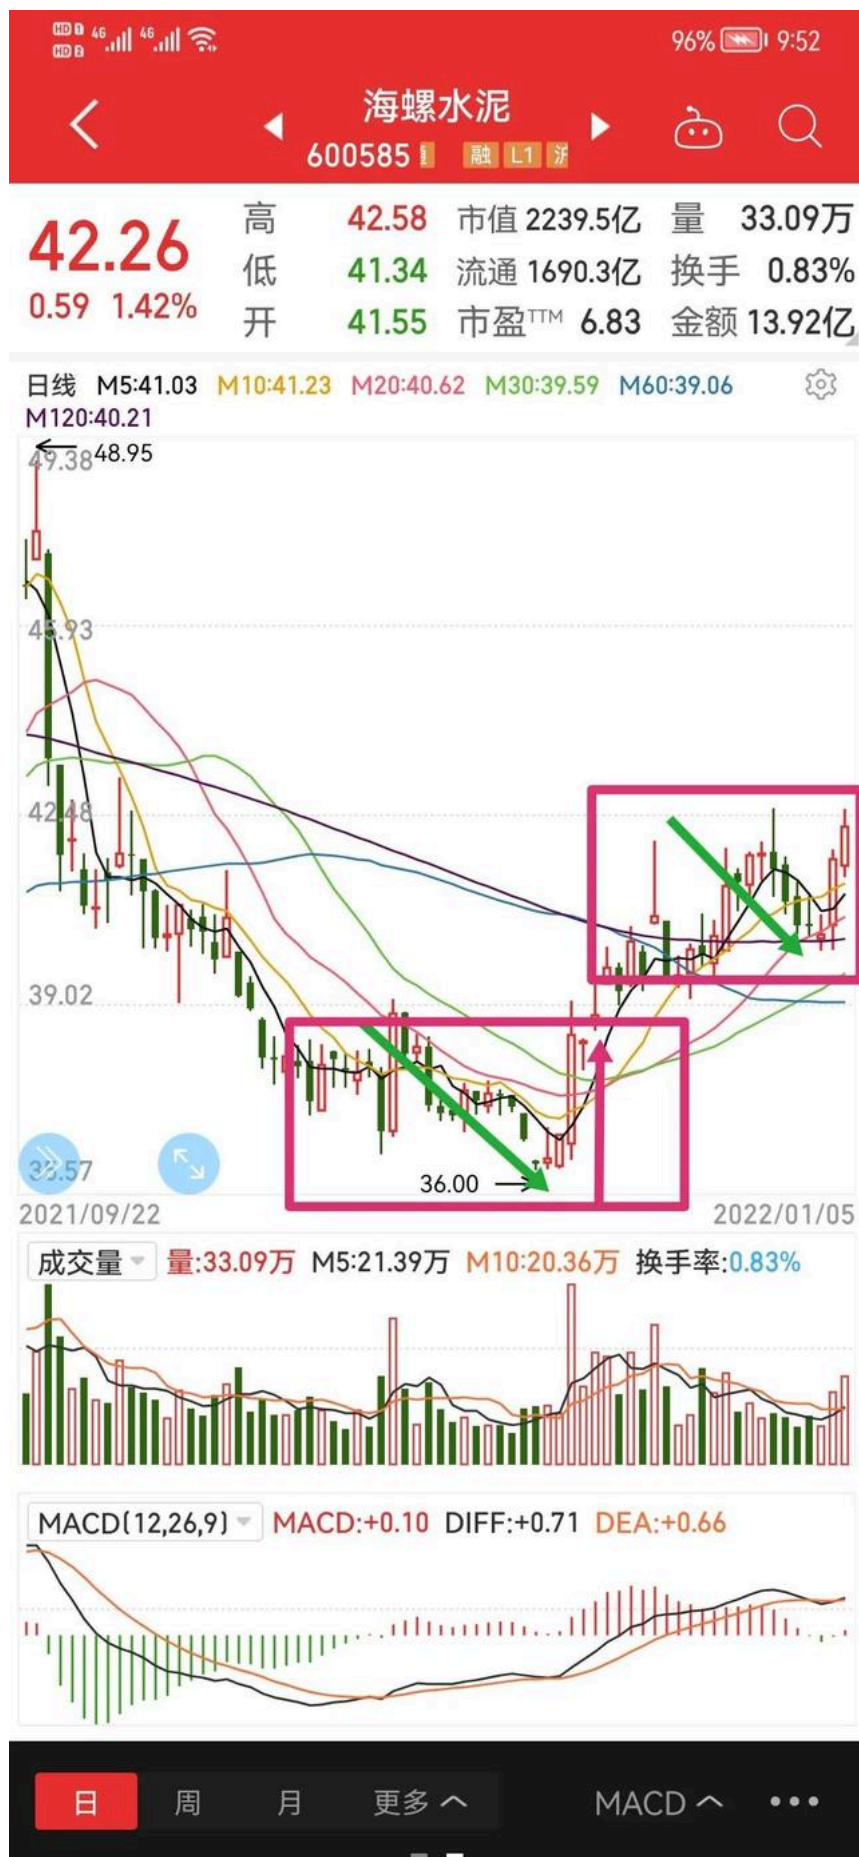 HD 1 4G 4G 96% 9:52
HD 2
海螺水泥
600585 融 L1
42.26
0.59 1.42%
高 42.58 市值 2239.5亿 量 33.09万
低 41.34 流通 1690.3亿 换手 0.83%
开 41.55 市盈TTM 6.83 金额 13.92亿
日线 M5:41.03 M10:41.23 M20:40.62 M30:39.59 M60:39.06
M120:40.21
49.38 48.95
45.93
42.48
39.02
36.00
35.57
2021/09/22 2022/01/05
成交量 量:33.09万 M5:21.39万 M10:20.36万 换手率:0.83%
MACD(12,26,9) MACD:+0.10 DIFF:+0.71 DEA:+0.66
日 周 月 更多 MACD